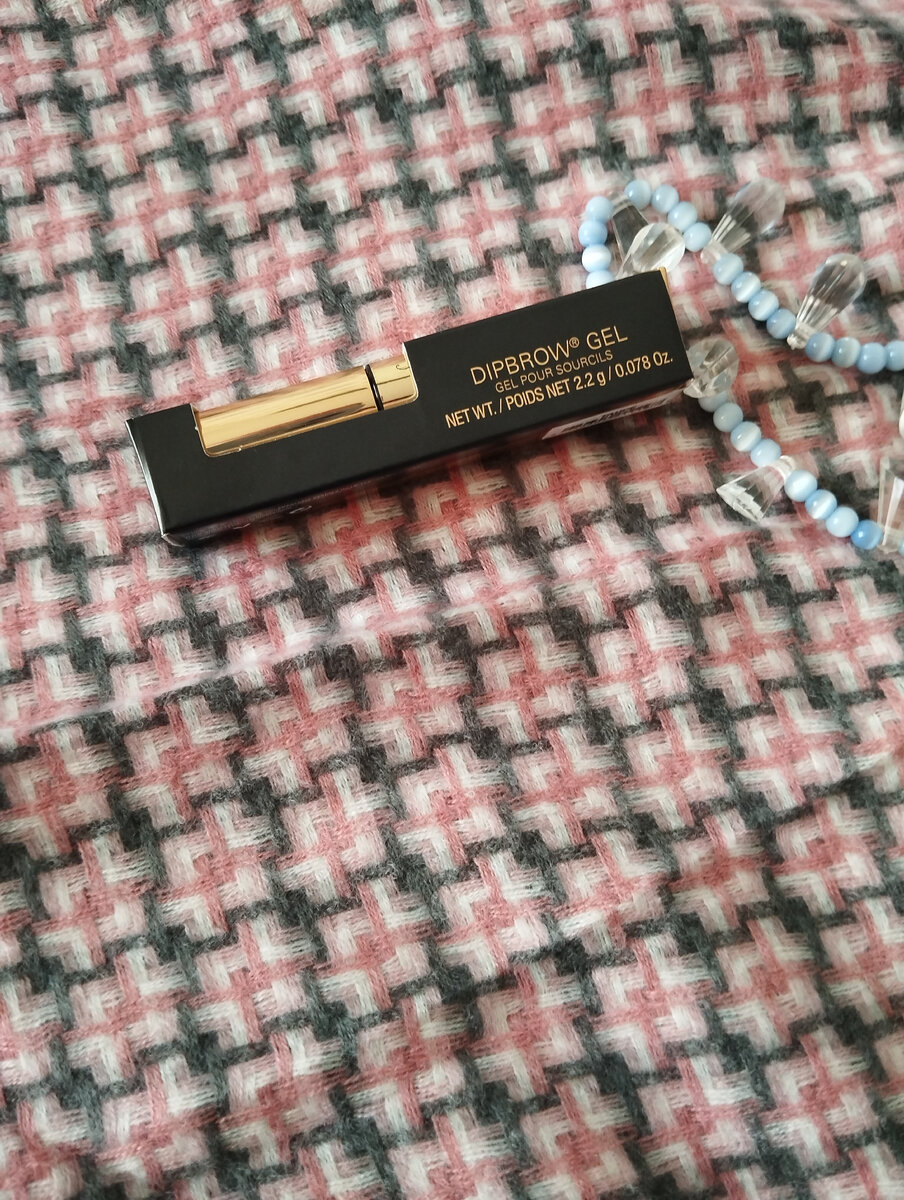 DIPBROW® GEL
GEL POUR SOURCILS
NET WT. / POIDS NET 2.2 g / 0.078 Oz.